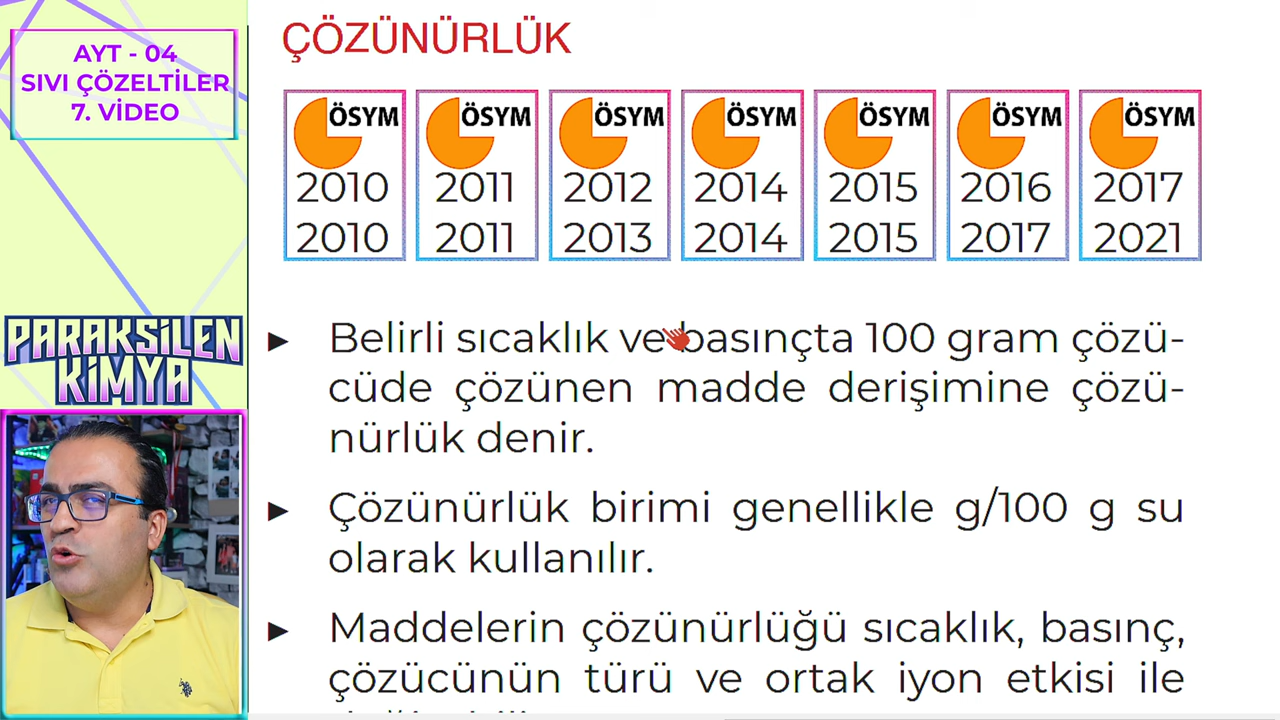 AYT - 04
SIVI ÇÖZELTİLER
7. VİDEO
PARAKSİLEN
KİMYA
ÇÖZÜNÜRLÜK
ÖSYM ÖSYM ÖSYM ÖSYM ÖSYM ÖSYM ÖSYM
2010 2011 2012 2014 2015 2016 2017
2010 2011 2013 2014 2015 2017 2021
► Belirli sıcaklık ve basınçta 100 gram çözü-
cüde çözünen madde derişimine çözü-
nürlük denir.
► Çözünürlük birimi genellikle g/100 g su
olarak kullanılır.
► Maddelerin çözünürlüğü sıcaklık, basınç,
çözücünün türü ve ortak iyon etkisi ile